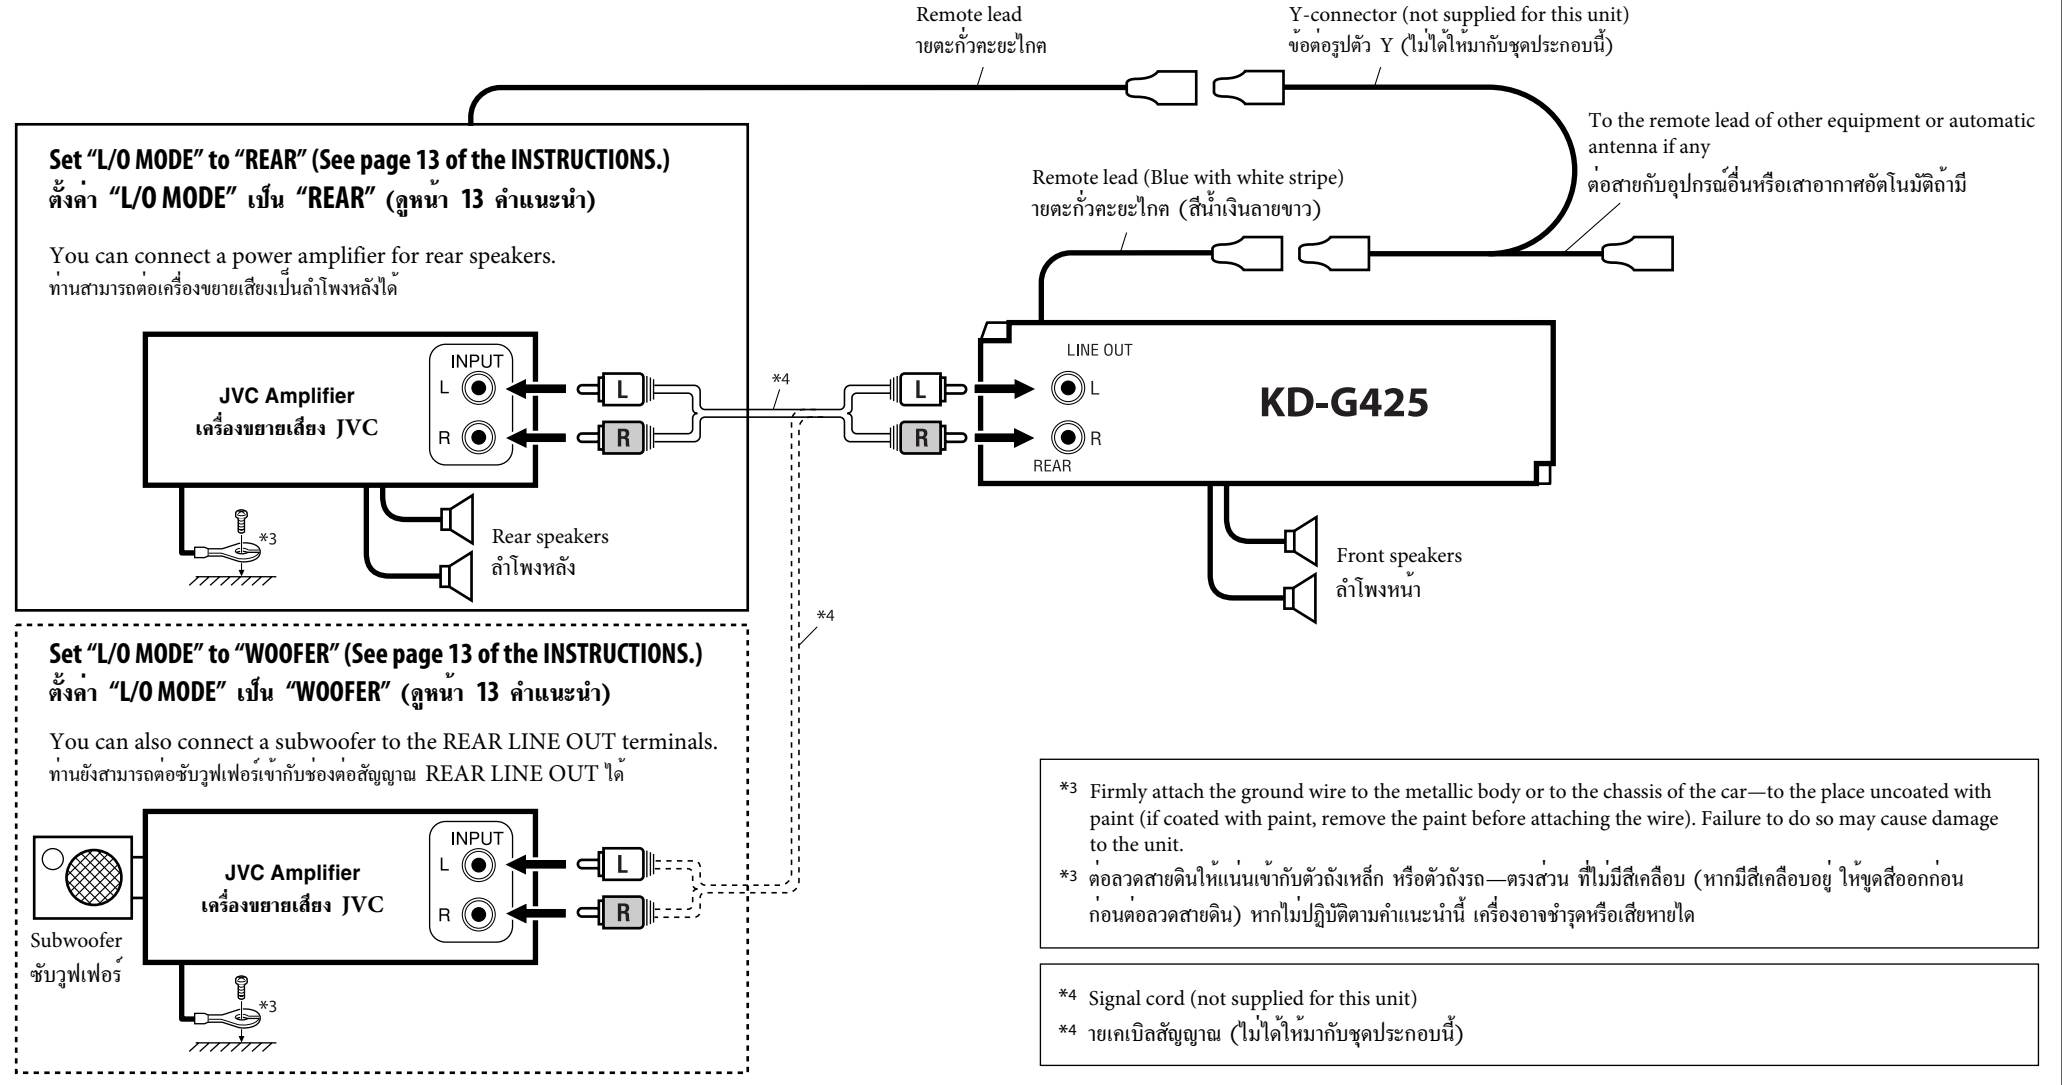 Remote lead
ายตะกั่วฅะยะไกฅ
Y-connector (not supplied for this unit)
ข้อต่อรูปตัว Y (ไม่ได้ให้มากับชุดประกอบนี้)
To the remote lead of other equipment or automatic
antenna if any
ต่อสายกับอุปกรณ์อื่นหรือเสาอากาศอัตโนมัติถ้ามี
Remote lead (Blue with white stripe)
ายตะกั่วฅะยะไกฅ (สีน้ำเงินลายขาว)
Set “L/O MODE” to “REAR” (See page 13 of the INSTRUCTIONS.)
ตั้งค่า “L/O MODE” เป็น “REAR” (ดูหน้า 13 คำแนะนำ)
You can connect a power amplifier for rear speakers.
ท่านสามารถต่อเครื่องขยายเสียงเป็นลำโพงหลังได้
JVC Amplifier
เครื่องขยายเสียง JVC
INPUT
L
R
L
R
*4
L
R
LINE OUT
L
R
REAR
KD-G425
*3
Rear speakers
ลำโพงหลัง
Front speakers
ลำโพงหน้า
*4
Set “L/O MODE” to “WOOFER” (See page 13 of the INSTRUCTIONS.)
ตั้งค่า “L/O MODE” เป็น “WOOFER” (ดูหน้า 13 คำแนะนำ)
You can also connect a subwoofer to the REAR LINE OUT terminals.
ท่านยังสามารถต่อซับวูฟเฟอร์เข้ากับช่องต่อสัญญาณ REAR LINE OUT ได้
JVC Amplifier
เครื่องขยายเสียง JVC
INPUT
L
R
L
R
Subwoofer
ซับวูฟเฟอร์
*3
*3 Firmly attach the ground wire to the metallic body or to the chassis of the car—to the place uncoated with
paint (if coated with paint, remove the paint before attaching the wire). Failure to do so may cause damage
to the unit.
*3 ต่อลวดสายดินให้แน่นเข้ากับตัวถังเหล็ก หรือตัวถังรถ—ตรงส่วน ที่ไม่มีสีเคลือบ (หากมีสีเคลือบอยู่ ให้ขูดสีออกก่อน
ก่อนต่อลวดสายดิน) หากไม่ปฏิบัติตามคำแนะนำนี้ เครื่องอาจชำรุดหรือเสียหายได
*4 Signal cord (not supplied for this unit)
*4 ายเคเบิลสัญญาณ (ไม่ได้ให้มากับชุดประกอบนี้)